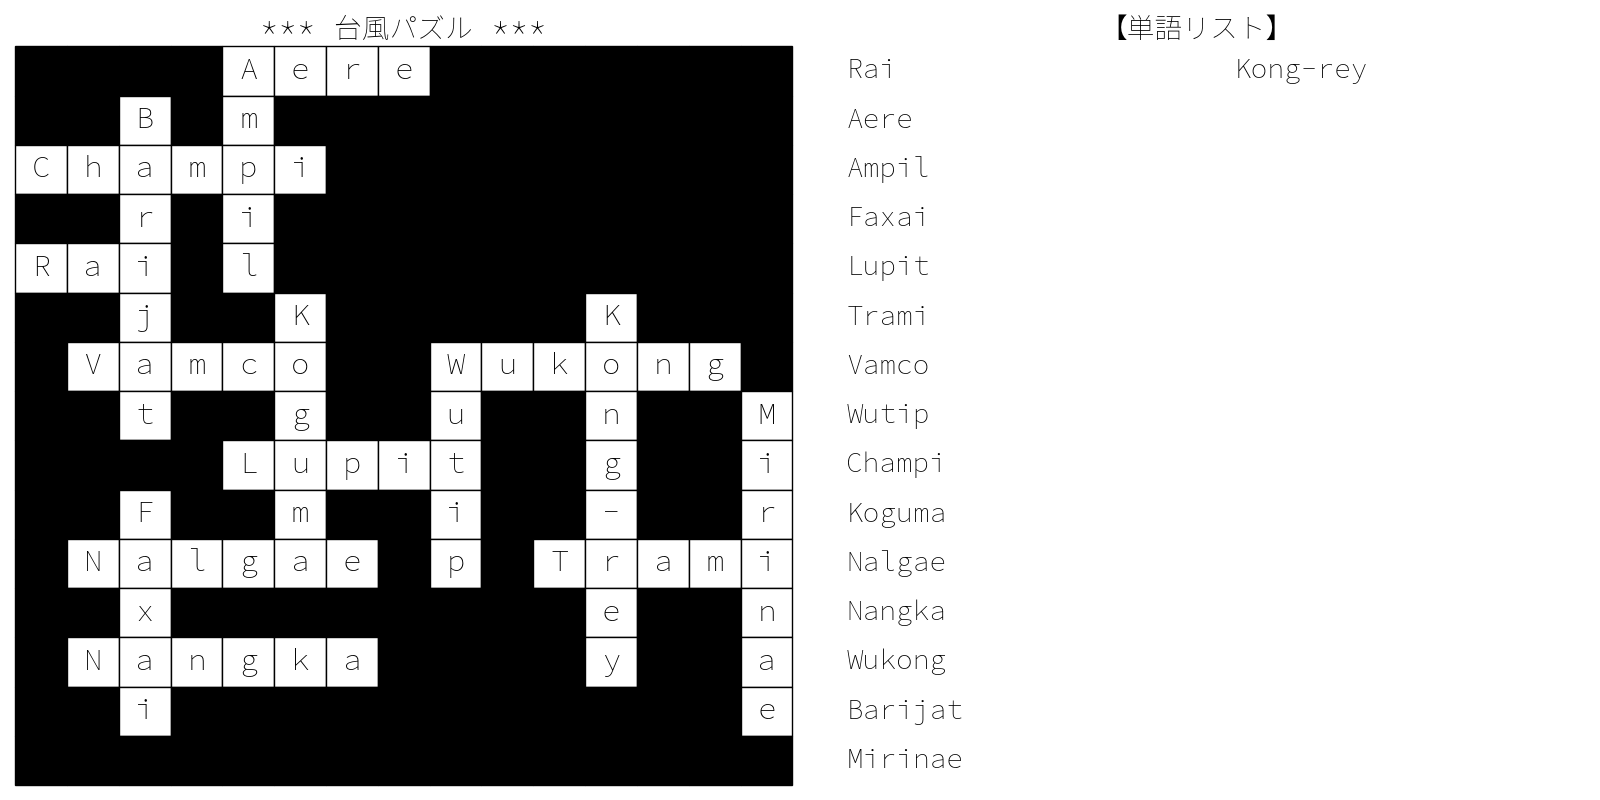 *** 台風パズル ***
A e r e
B m
C h a m p i
r i
R a i l
j K K
V a m c o W u k o n g
t g u n M
L u p i t g i
F m i - r
N a l g a e p T r a m i
x e n
N a n g k a y a
i e
【単語リスト】
Rai Kong-rey
Aere
Ampil
Faxai
Lupit
Trami
Vamco
Wutip
Champi
Koguma
Nalgae
Nangka
Wukong
Barijat
Mirinae